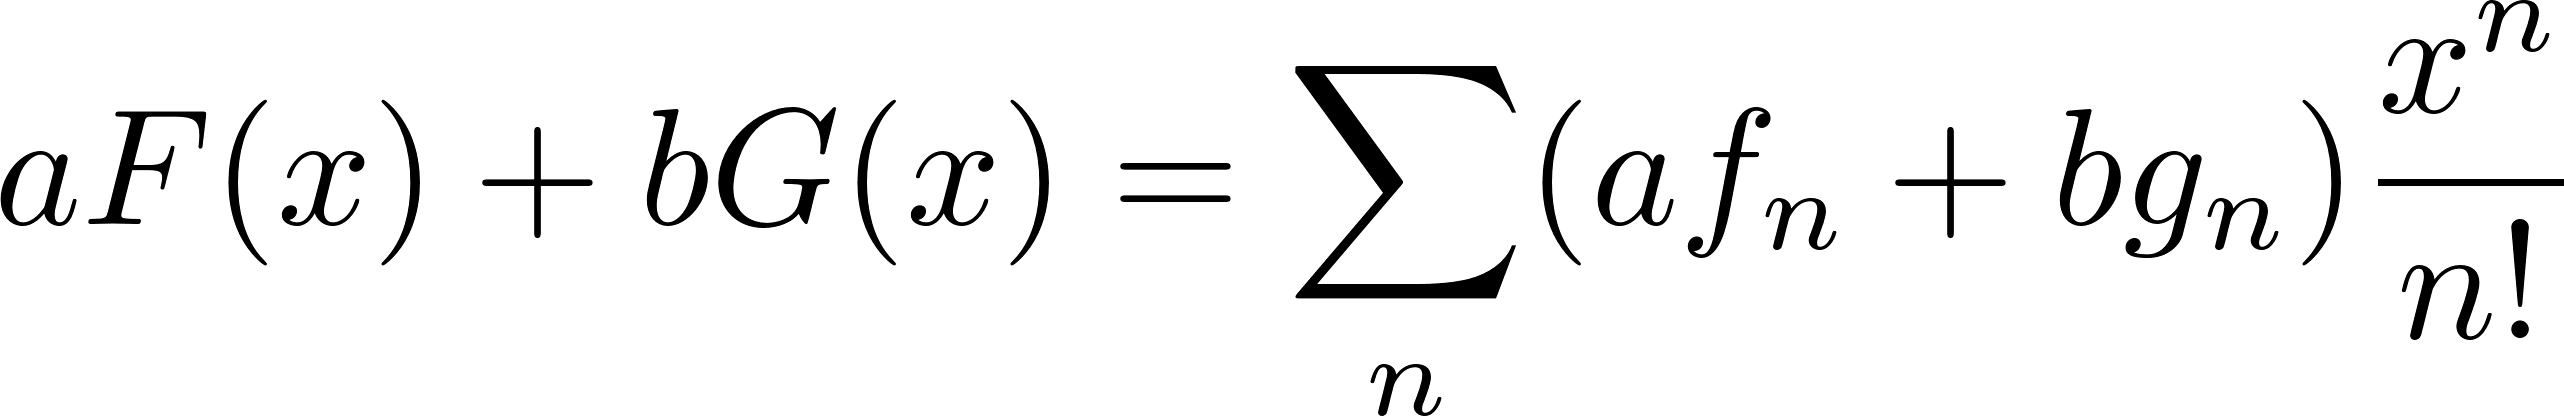 aF(x) + bG(x) = \sum_{n} (af_n + bg_n) \frac{x^n}{n!}